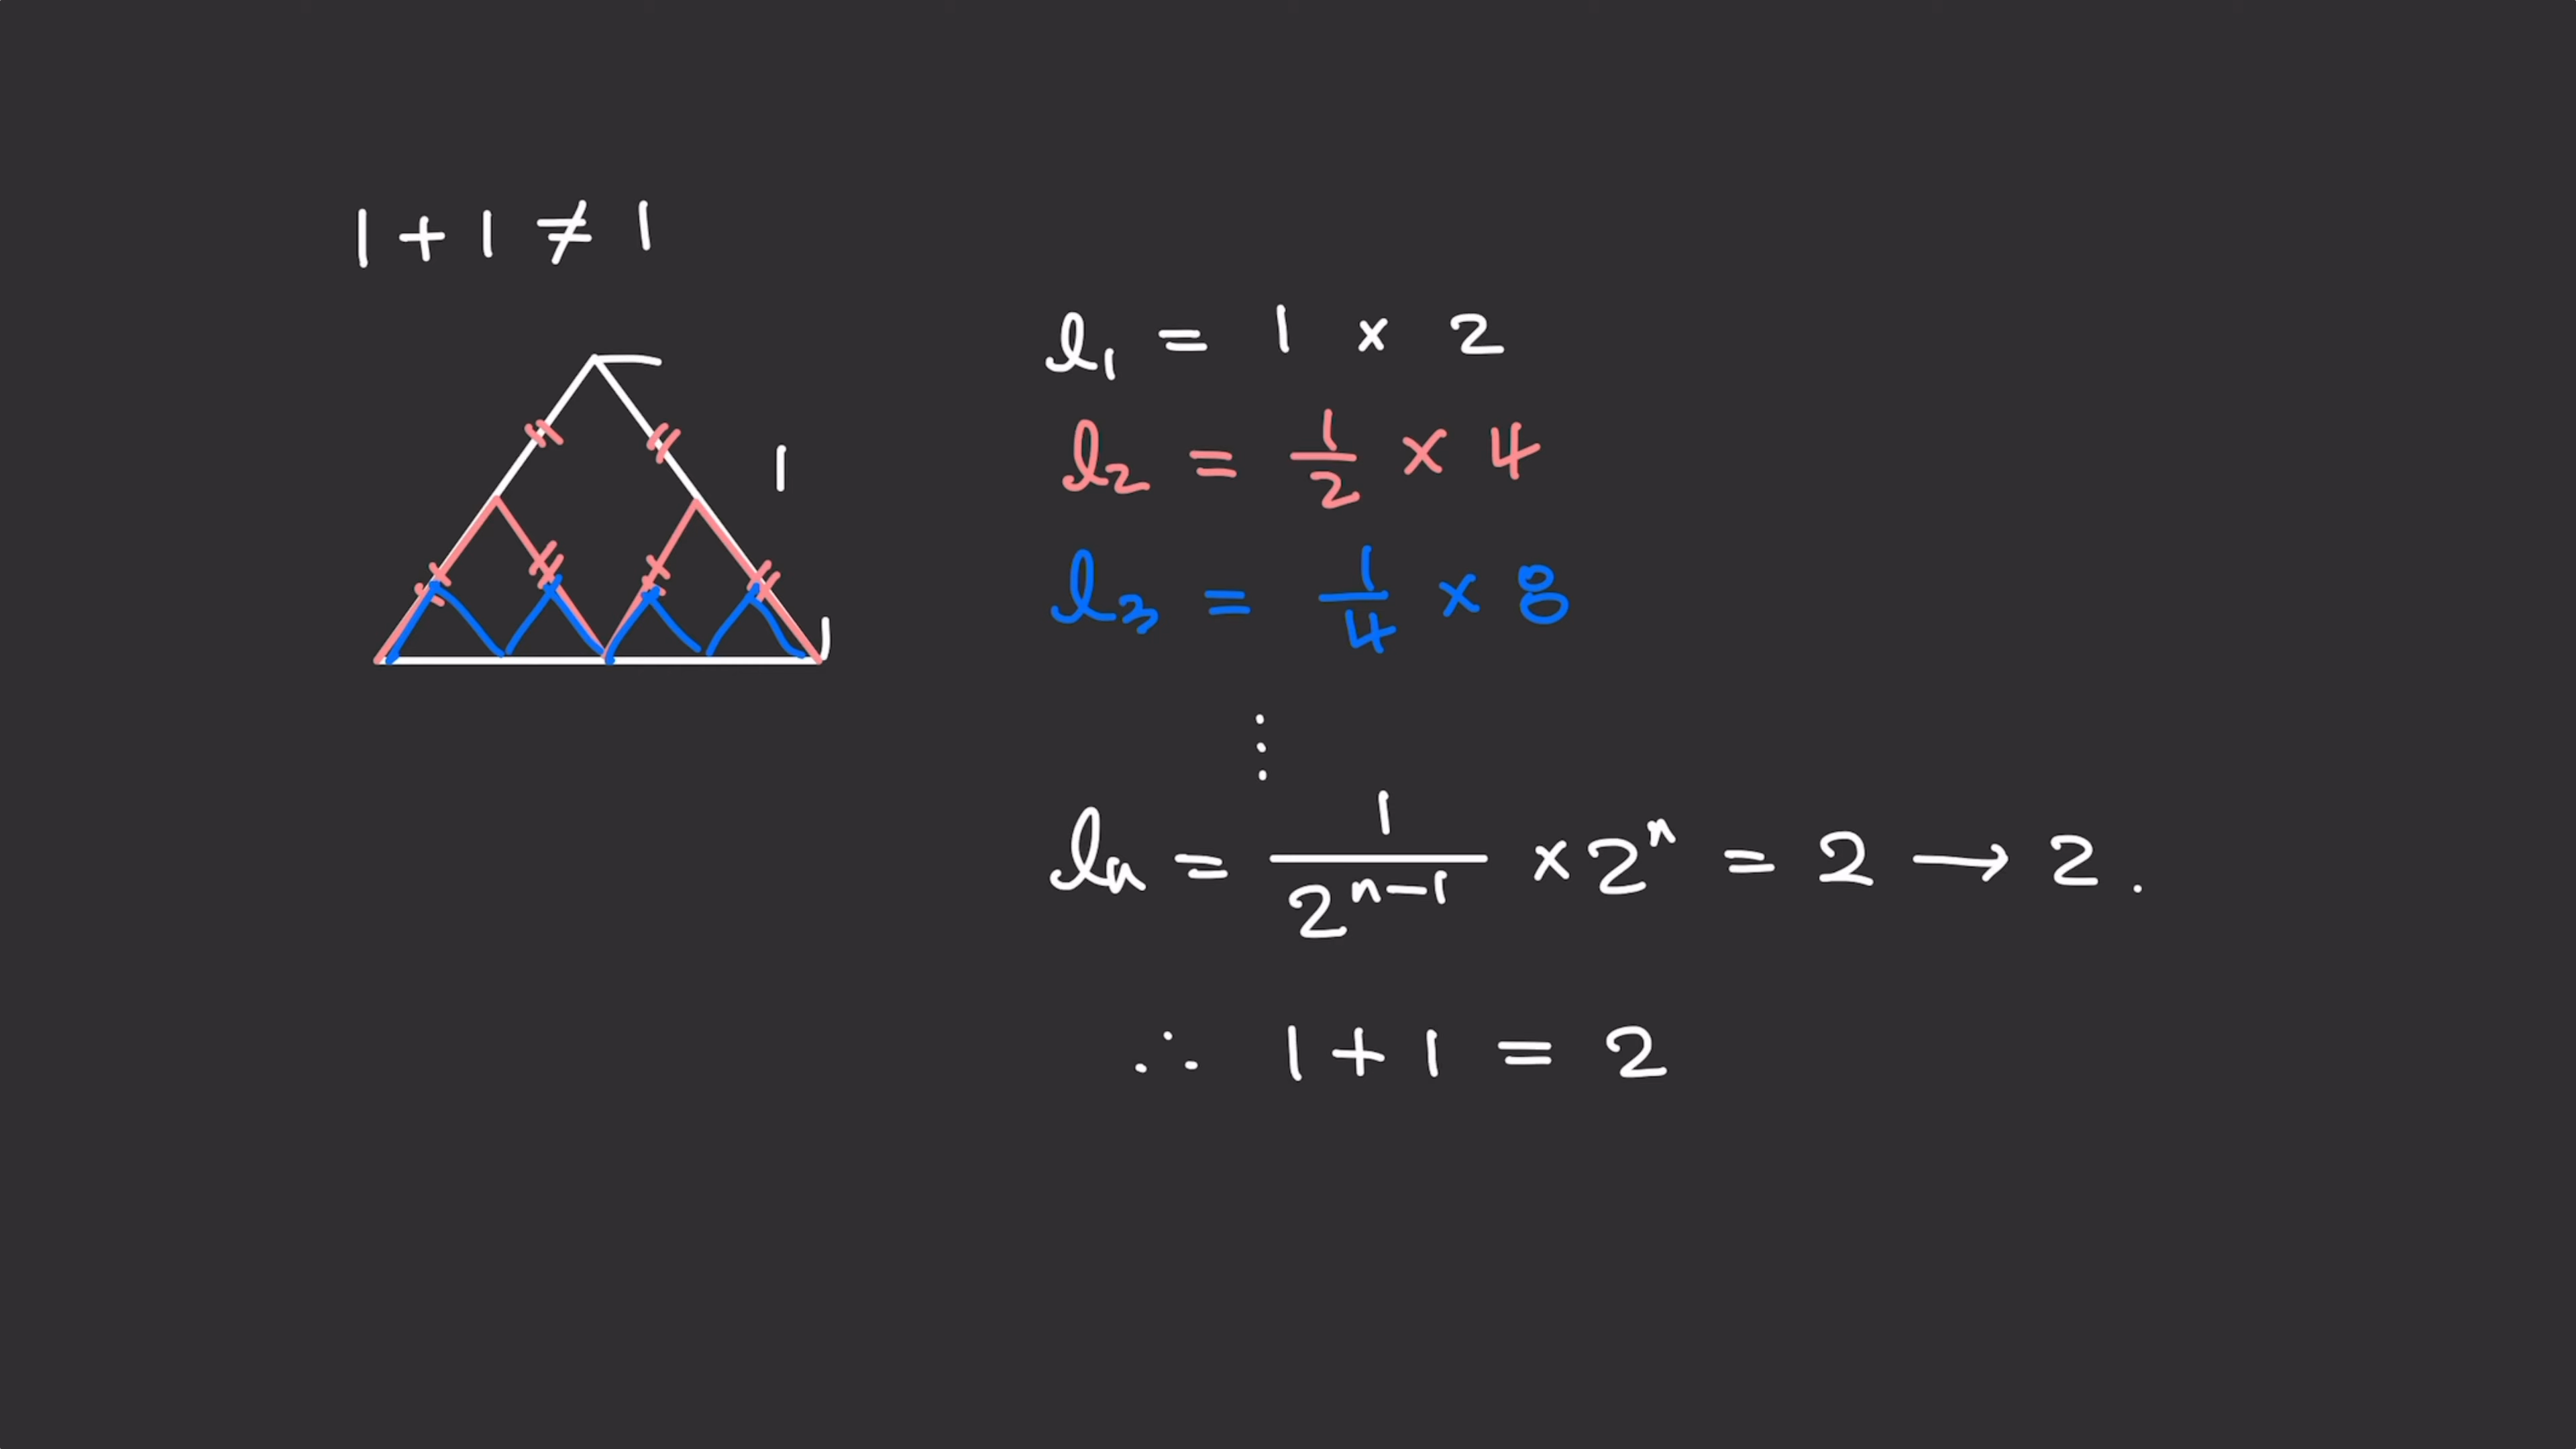 1 + 1 ≠ 1
l₁ = 1 × 2
1
l₂ = 1/2 × 4
l₃ = 1/4 × 8
⋮
lₙ = 1/2ⁿ⁻¹ × 2ⁿ = 2 → 2.
∴ 1 + 1 = 2